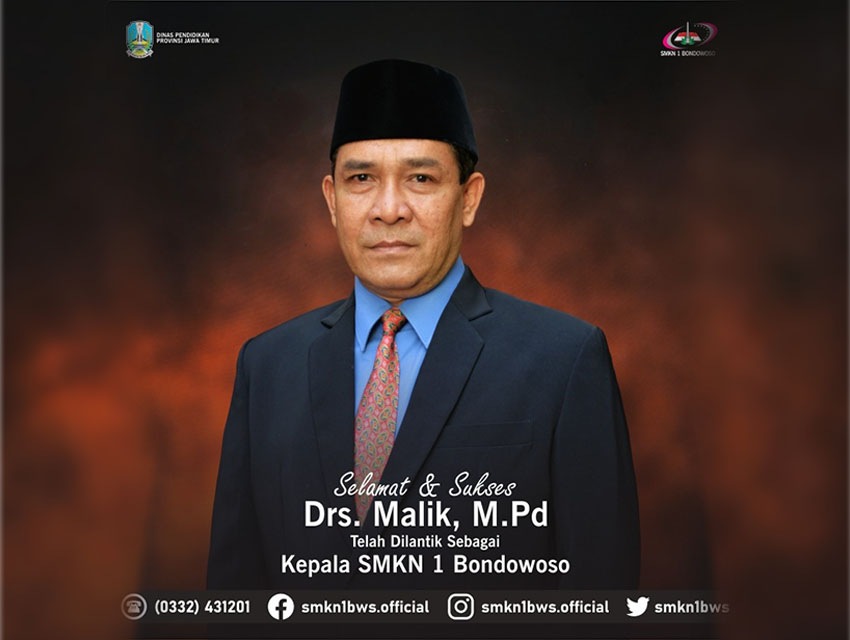 DINAS PENDIDIKAN
PROVINSI JAWA TIMUR
SMKN 1 BONDOWOSO
Selamat & Sukses
Drs. Malik, M.Pd
Telah Dilantik Sebagai
Kepala SMKN 1 Bondowoso
(0332) 431201 smkn1bws.official smkn1bws.official smkn1bws